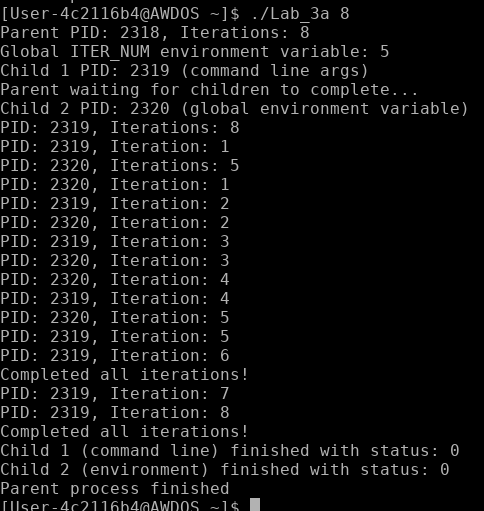 [User-4c2116b4@AWDOS ~]$ ./Lab_3a 8
Parent PID: 2318, Iterations: 8
Global ITER_NUM environment variable: 5
Child 1 PID: 2319 (command line args)
Parent waiting for children to complete...
Child 2 PID: 2320 (global environment variable)
PID: 2319, Iterations: 8
PID: 2319, Iteration: 1
PID: 2320, Iterations: 5
PID: 2320, Iteration: 1
PID: 2319, Iteration: 2
PID: 2320, Iteration: 2
PID: 2319, Iteration: 3
PID: 2320, Iteration: 3
PID: 2320, Iteration: 4
PID: 2319, Iteration: 4
PID: 2320, Iteration: 5
PID: 2319, Iteration: 5
PID: 2319, Iteration: 6
Completed all iterations!
PID: 2319, Iteration: 7
PID: 2319, Iteration: 8
Completed all iterations!
Child 1 (command line) finished with status: 0
Child 2 (environment) finished with status: 0
Parent process finished
[User-4c2116b4@AWDOS ~]$